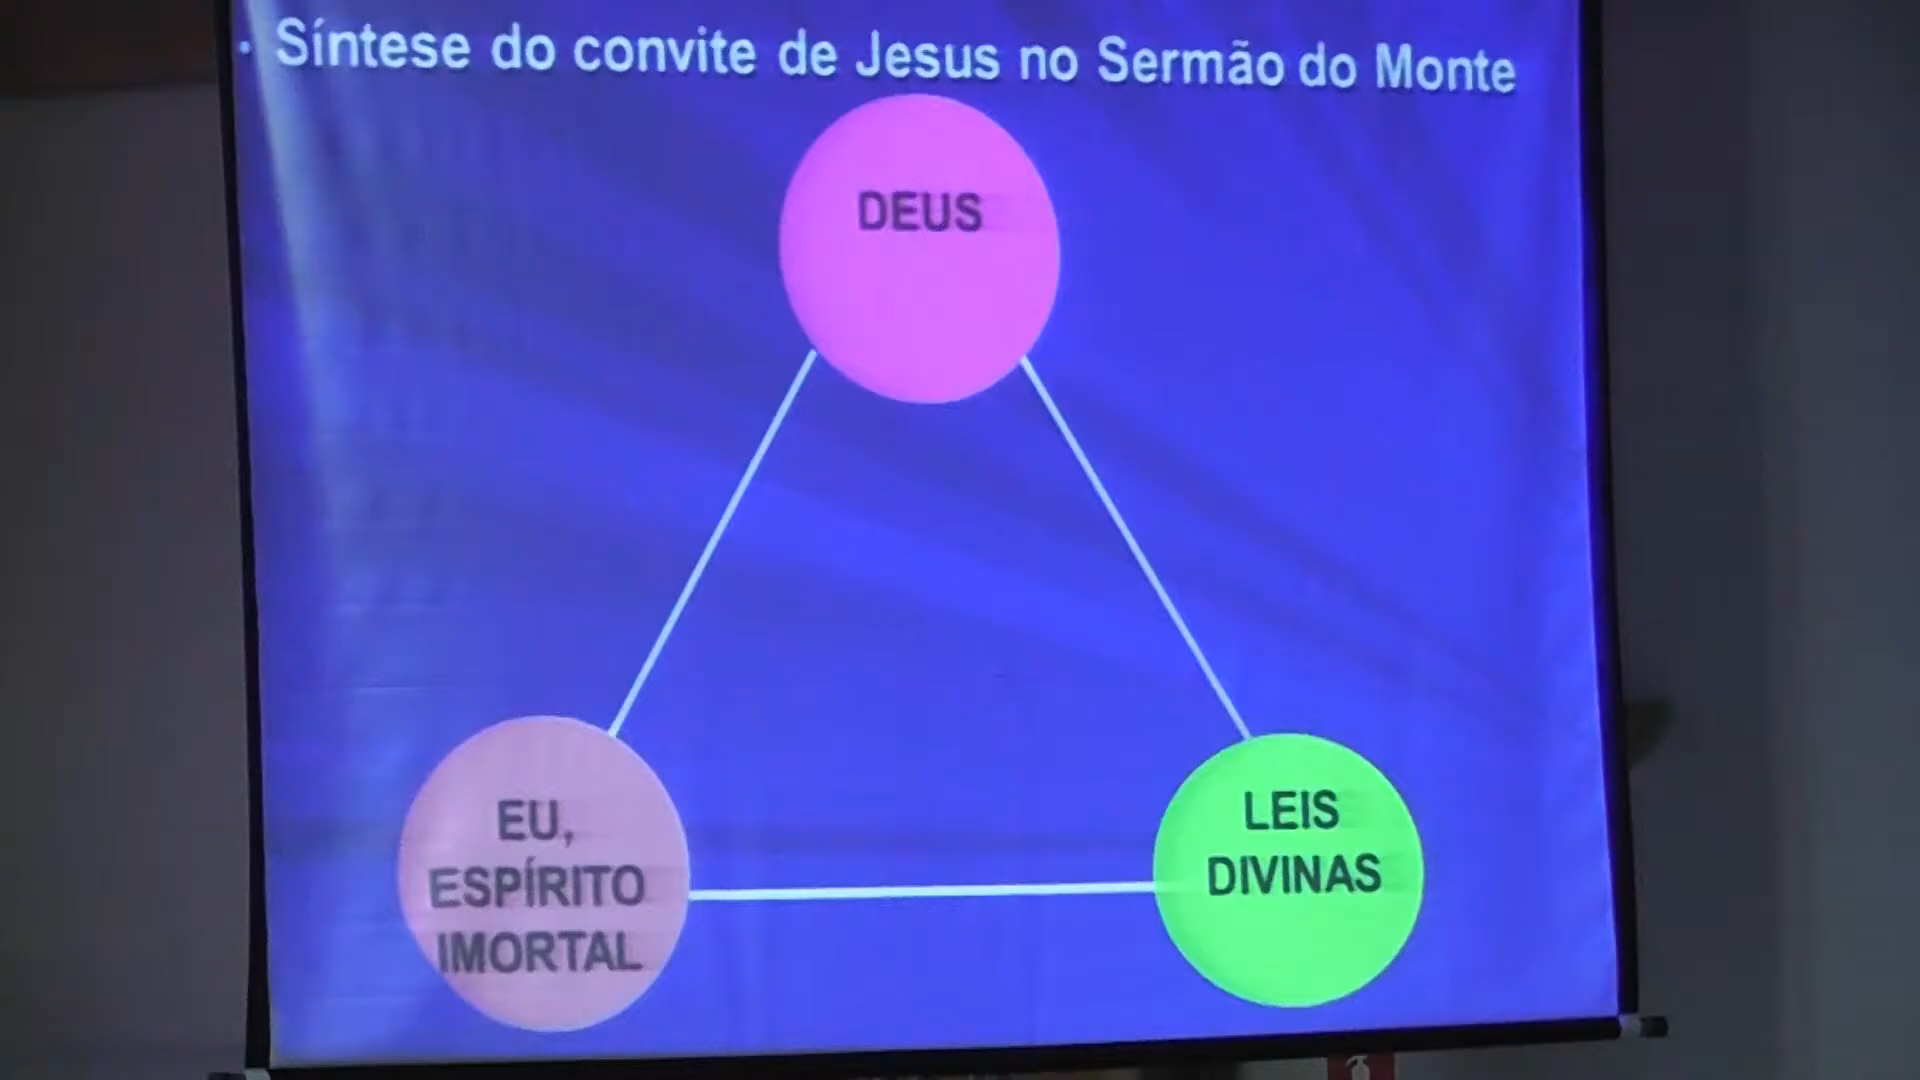 · Síntese do convite de Jesus no Sermão do Monte
DEUS
EU,
ESPÍRITO
IMORTAL
LEIS
DIVINAS